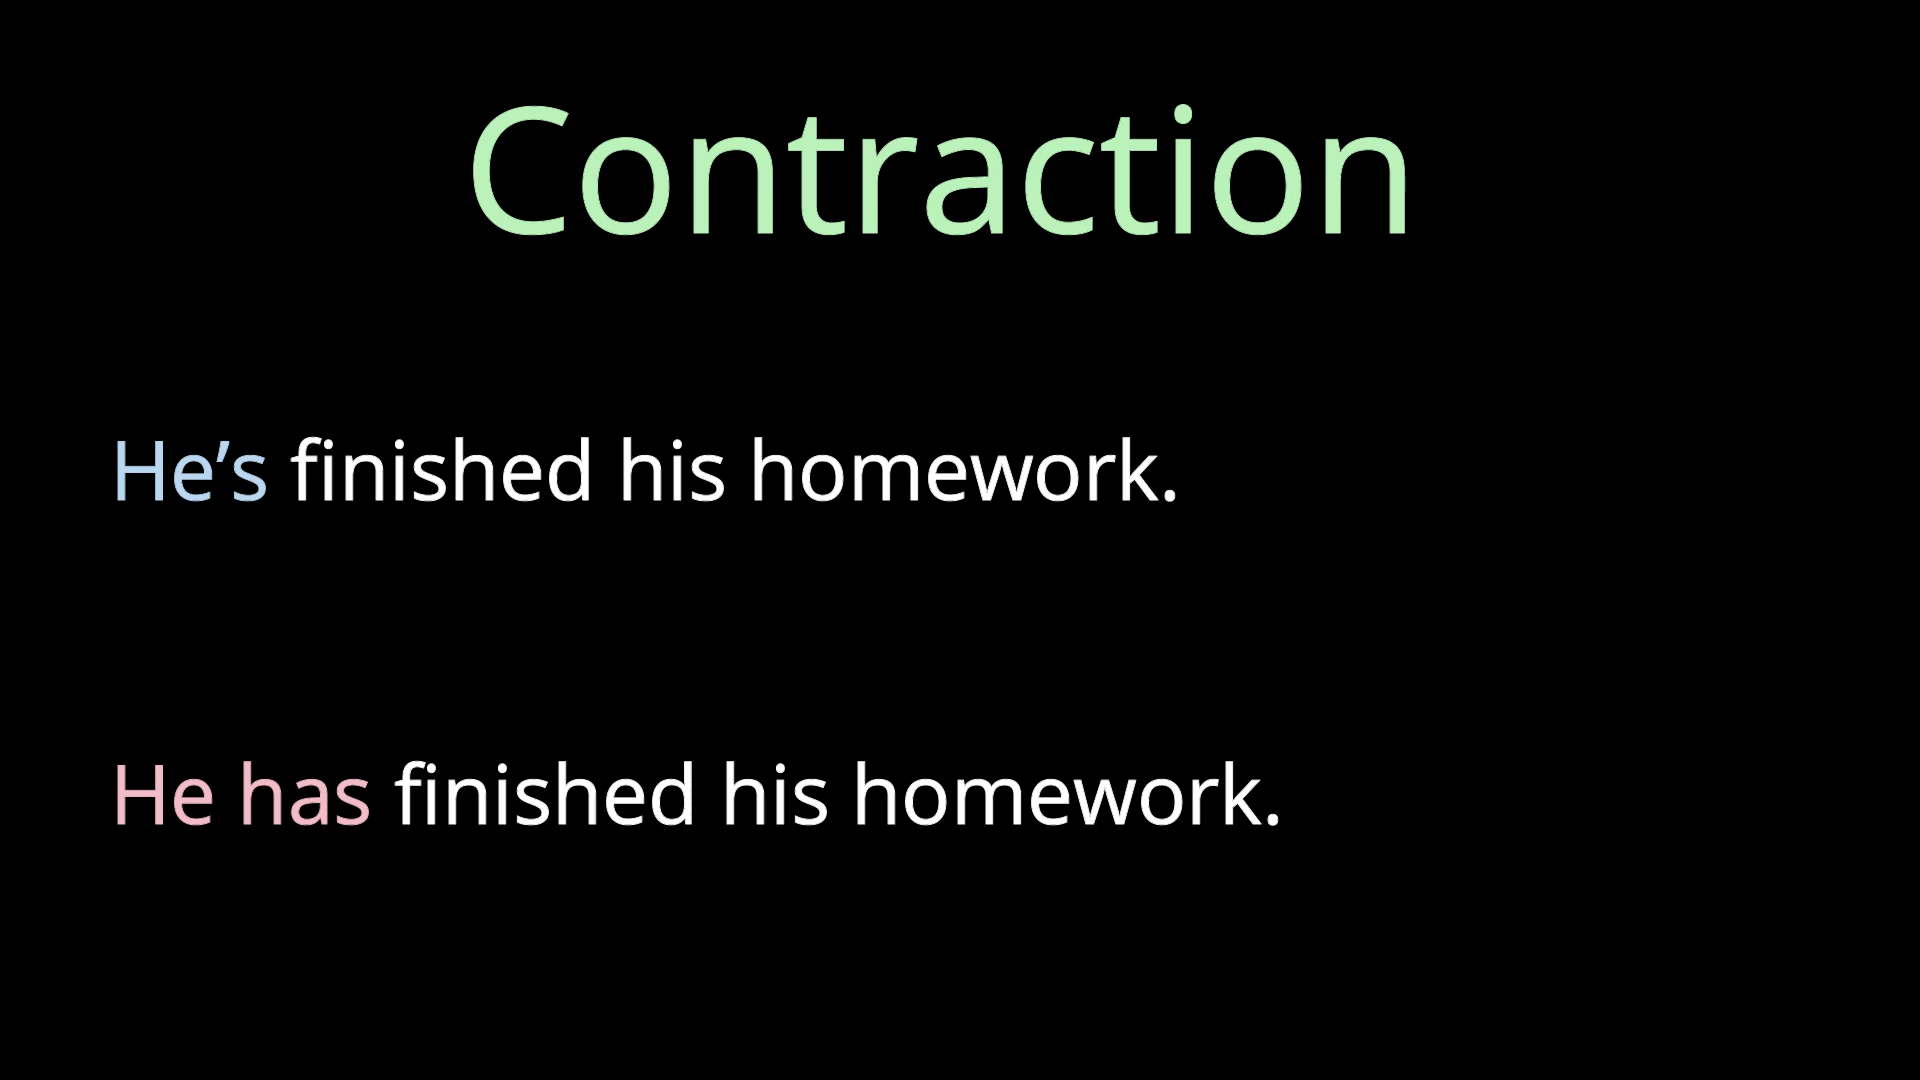 Contraction
He’s finished his homework.
He has finished his homework.